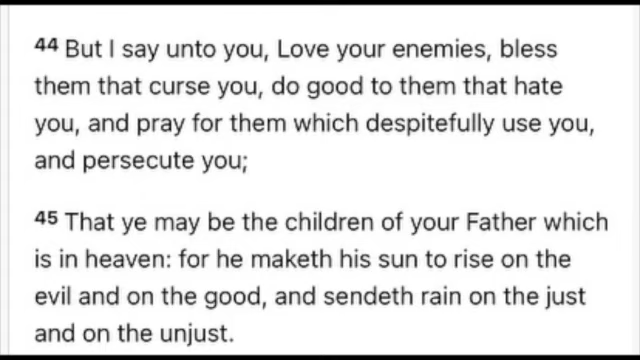 44 But I say unto you, Love your enemies, bless
them that curse you, do good to them that hate
you, and pray for them which despitefully use you,
and persecute you;
45 That ye may be the children of your Father which
is in heaven: for he maketh his sun to rise on the
evil and on the good, and sendeth rain on the just
and on the unjust.